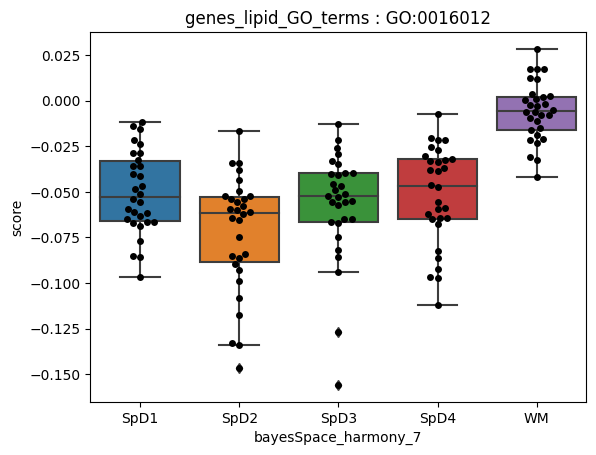 genes_lipid_GO_terms : GO:0016012
0.025
0.000
−0.025
−0.050
−0.075
−0.100
−0.125
−0.150
score
SpD1 SpD2 SpD3 SpD4 WM
bayesSpace_harmony_7